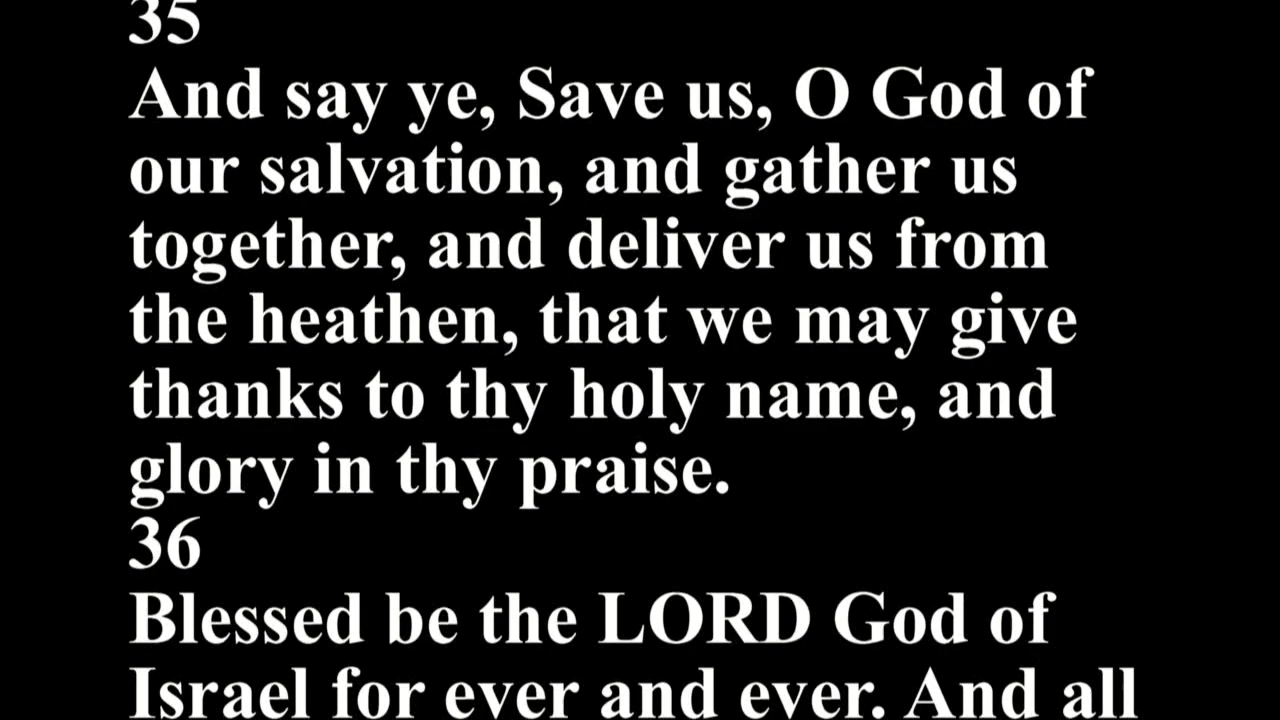 35
And say ye, Save us, O God of
our salvation, and gather us
together, and deliver us from
the heathen, that we may give
thanks to thy holy name, and
glory in thy praise.
36
Blessed be the LORD God of
Israel for ever and ever. And all